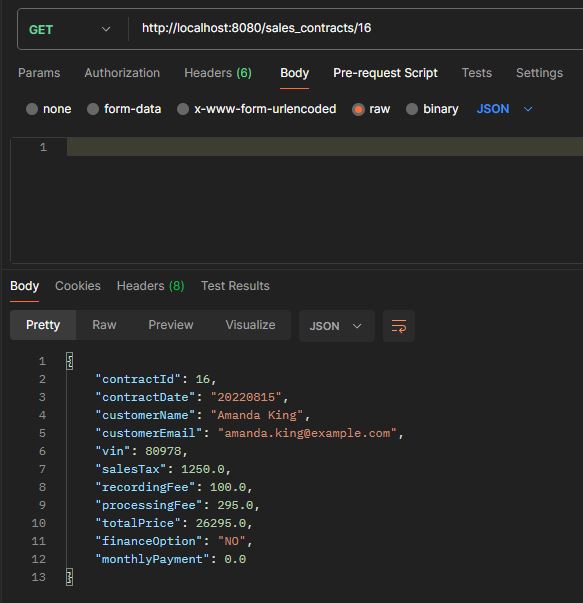 GET http://localhost:8080/sales_contracts/16
Params Authorization Headers (6) Body Pre-request Script Tests Settings
none form-data x-www-form-urlencoded raw binary JSON
1
Body Cookies Headers (8) Test Results
Pretty Raw Preview Visualize JSON
1 {
2 "contractId": 16,
3 "contractDate": "20220815",
4 "customerName": "Amanda King",
5 "customerEmail": "amanda.king@example.com",
6 "vin": 80978,
7 "salesTax": 1250.0,
8 "recordingFee": 100.0,
9 "processingFee": 295.0,
10 "totalPrice": 26295.0,
11 "financeOption": "NO",
12 "monthlyPayment": 0.0
13 }